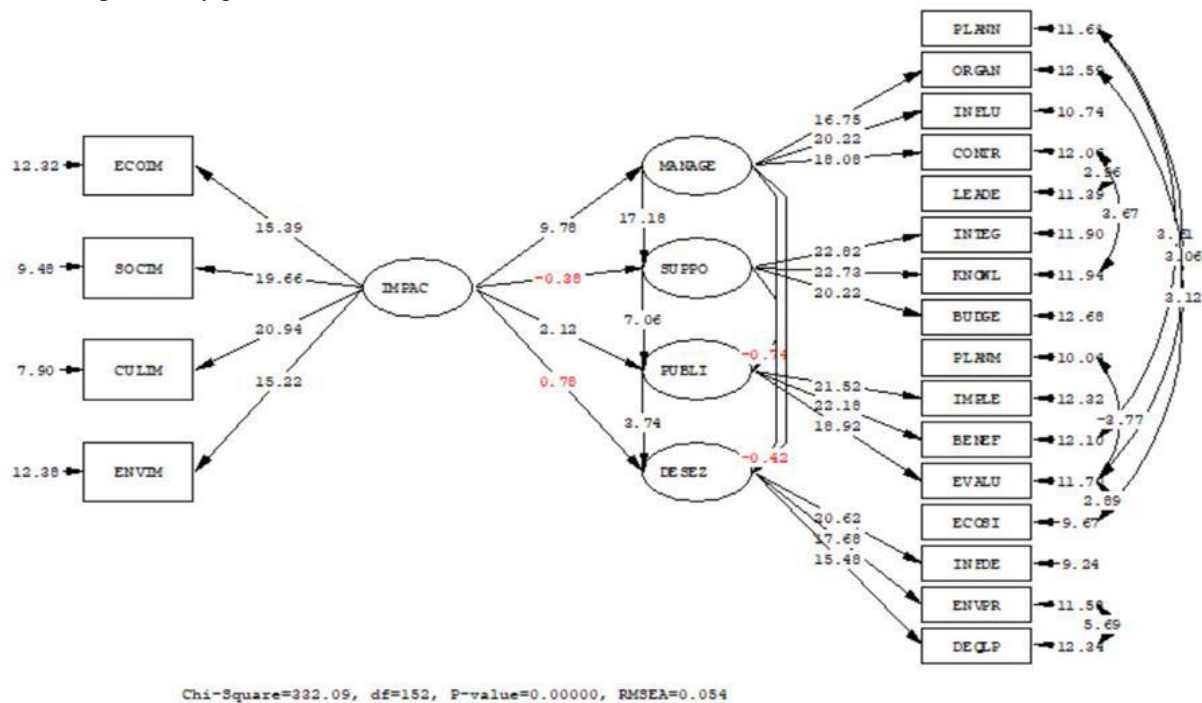 PLANN 11.61
ORGAN 12.59
16.75
INFLU 10.74
20.22
12.32 ECOIM MANAGE 18.08 CONTR 12.06
2.96
LEADE 11.39
15.39 9.78 17.18 3.67
INTEG 11.90
22.82
9.48 SOCIM 19.66 IMPAC -0.38 SUPPO 22.73 KNOWL 11.94 3.06
20.22
BUDGE 12.68 3.12
20.94 2.12 7.06
PLANM 10.04
7.90 CULIM 15.22 0.78 PUBLI -0.74 21.52 IMPLE 12.32
22.18 -3.77
18.92 BENEF 12.10
3.74
12.38 ENVIM DESEZ -0.42 EVALU
2.89
ECOSI 9.67
20.62
17.68 INFDE 9.24
15.48
ENVPR 11.58
5.69
DEQLP 12.34
Chi-Square=332.09, df=152, P-value=0.00000, RMSEA=0.054